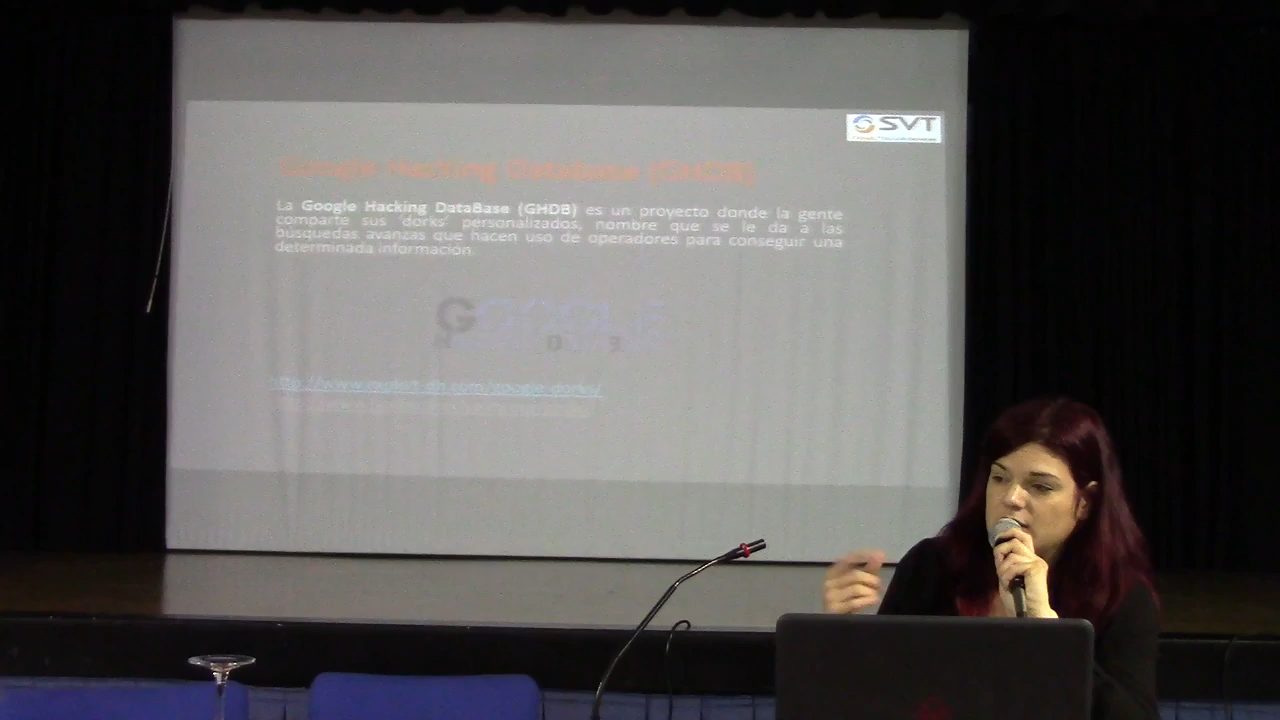 SVT
Google Hacking Database (GHDB)
La Google Hacking DataBase (GHDB) es un proyecto donde la gente
comparte sus 'dorks' personalizados, nombre que se le da a las
búsquedas avanzas que hacen uso de operadores para conseguir una
determinada información.
GOOGLE
http://www.exploit-db.com/google-dorks/